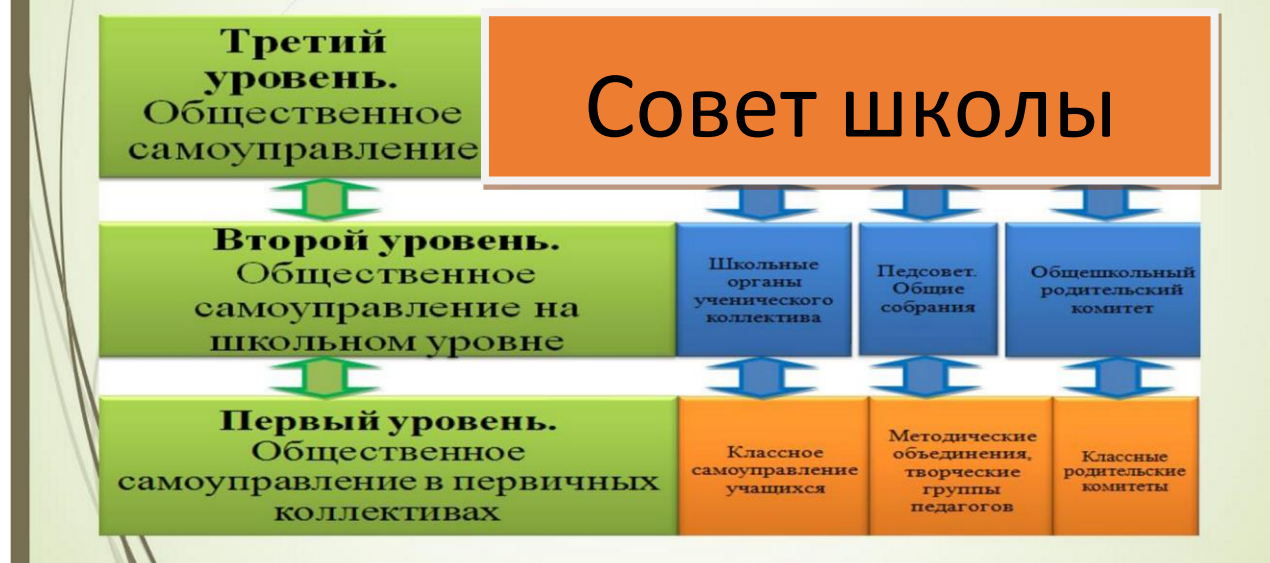 Третий
уровень.
Общественное
самоуправление
Совет школы
Второй уровень.
Общественное
самоуправление на
школьном уровне
Школьные
органы
ученического
коллектива
Педсовет.
Общие
собрания
Общешкольный
родительский
комитет
Первый уровень.
Общественное
самоуправление в первичных
коллективах
Классное
самоуправление
учащихся
Методические
объединения,
творческие
группы
педагогов
Классные
родительские
комитеты